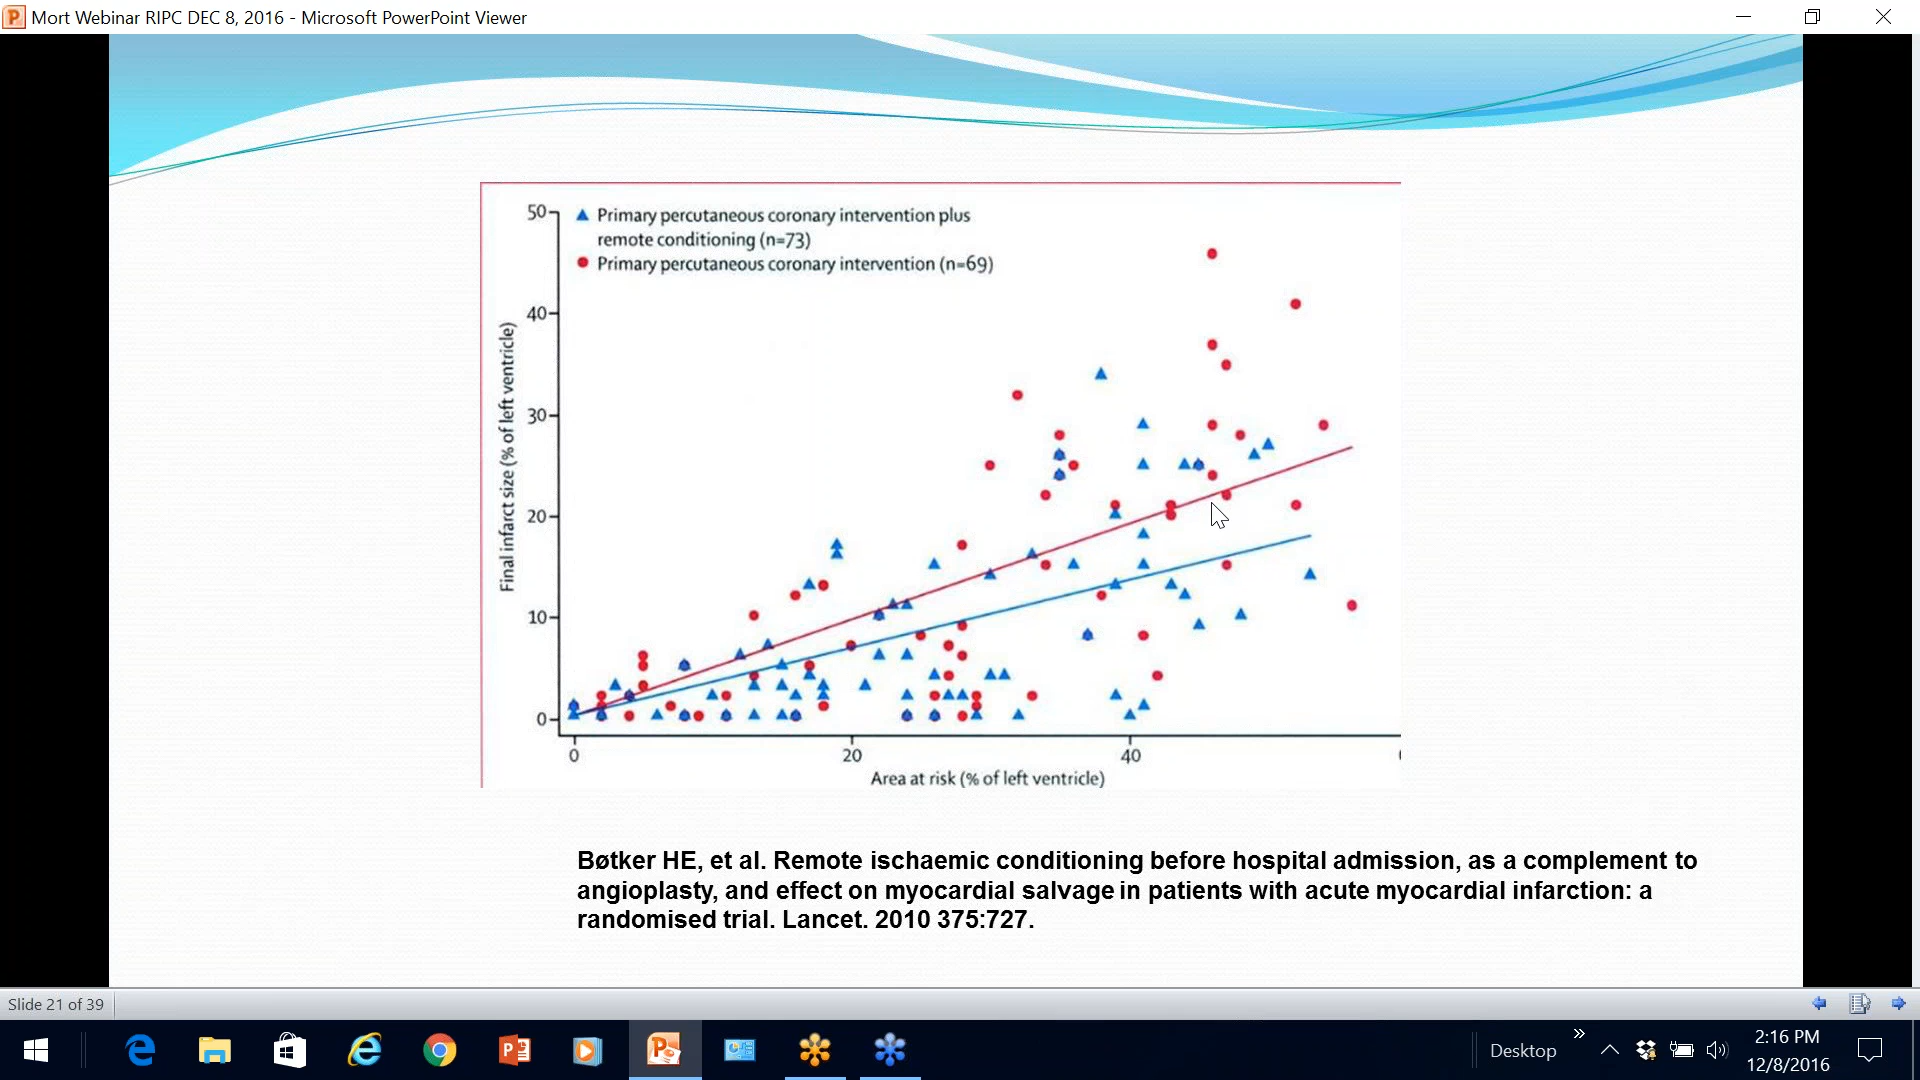 Mort Webinar RIPC DEC 8, 2016 - Microsoft PowerPoint Viewer
50
Primary percutaneous coronary intervention plus
remote conditioning (n=73)
Primary percutaneous coronary intervention (n=69)
40
30
20
10
0
Final infarct size (% of left ventricle)
0
20
40
Area at risk (% of left ventricle)
Bøtker HE, et al. Remote ischaemic conditioning before hospital admission, as a complement to
angioplasty, and effect on myocardial salvage in patients with acute myocardial infarction: a
randomised trial. Lancet. 2010 375:727.
Slide 21 of 39
Desktop
2:16 PM
12/8/2016